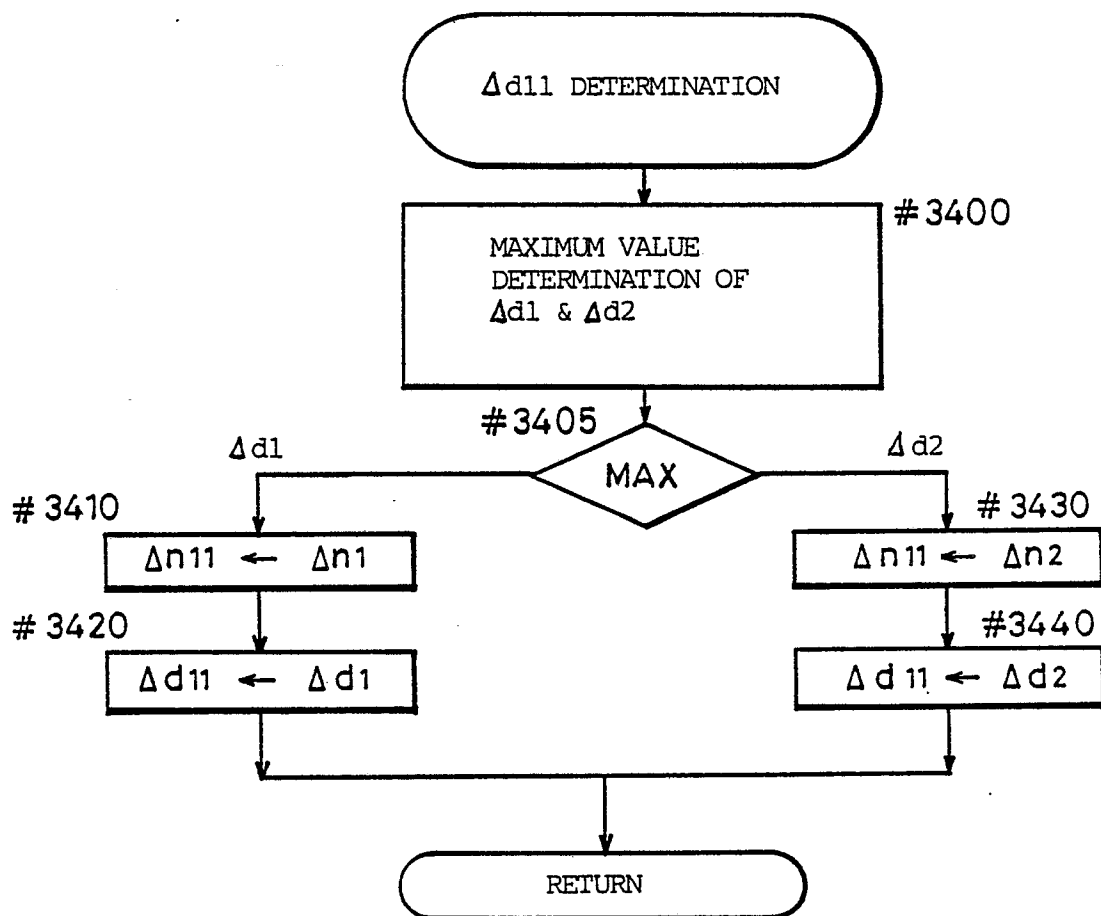 Δd11 DETERMINATION
#3400
MAXIMUM VALUE
DETERMINATION OF
Δd1 & Δd2
#3405
Δd1
MAX
Δd2
#3410
Δn11 ← Δn1
#3430
Δn11 ← Δn2
#3420
Δd11 ← Δd1
#3440
Δd11 ← Δd2
RETURN